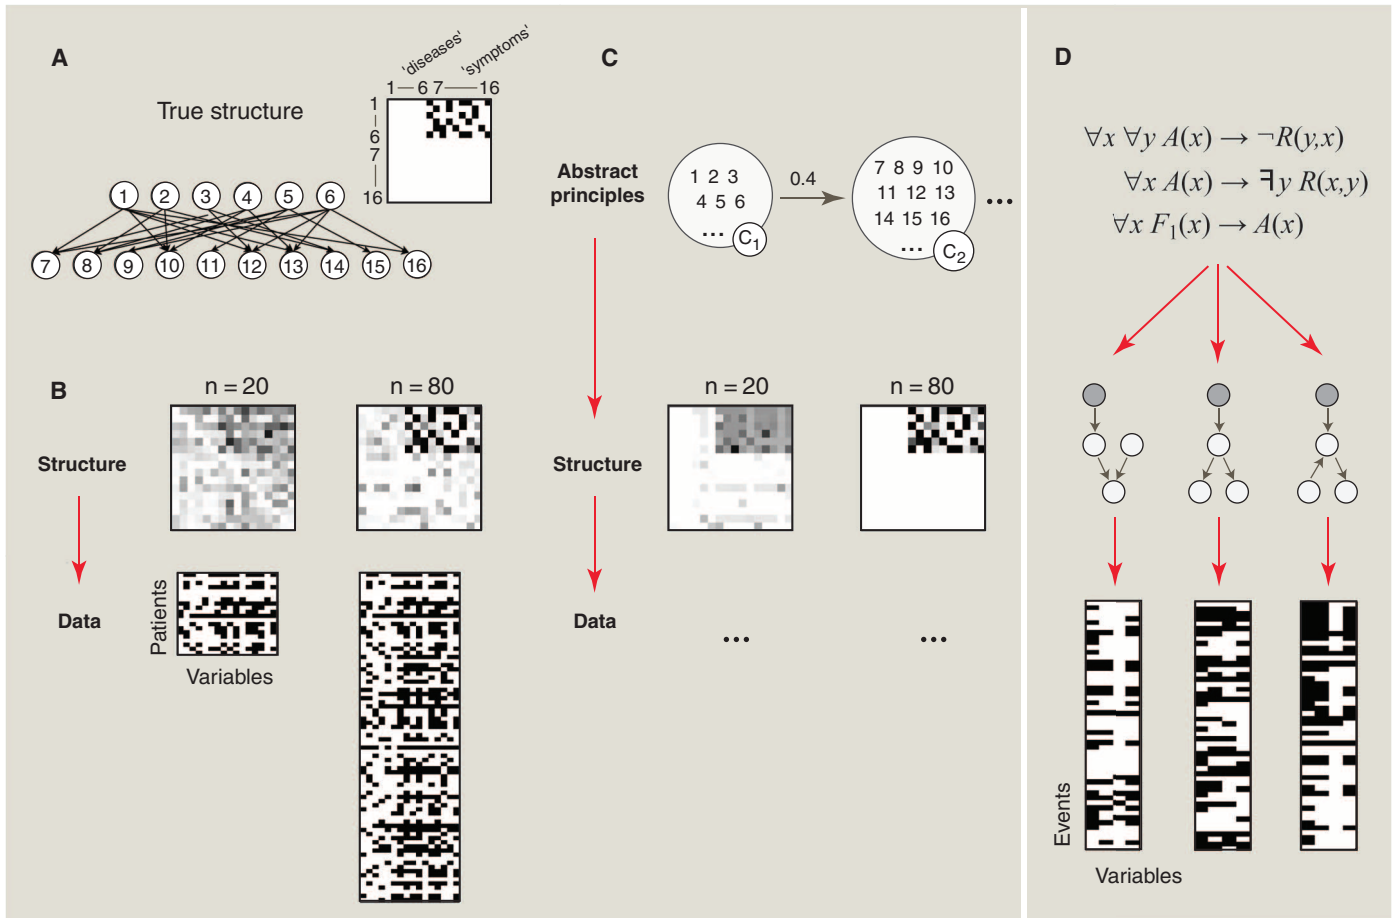 A
True structure
'diseases'
'symptoms'
1 6 7 16
1
6
7
16
1 2 3 4 5 6
7 8 9 10 11 12 13 14 15 16
B
n = 20
n = 80
Structure
Data
Patients
Variables
C
Abstract
principles
1 2 3
4 5 6
...
C1
0.4
7 8 9 10
11 12 13
14 15 16
...
C2
...
n = 20
n = 80
Structure
Data
...
...
D
∀x ∀y A(x) → ¬R(y,x)
∀x A(x) → ∃y R(x,y)
∀x F1(x) → A(x)
Events
Variables